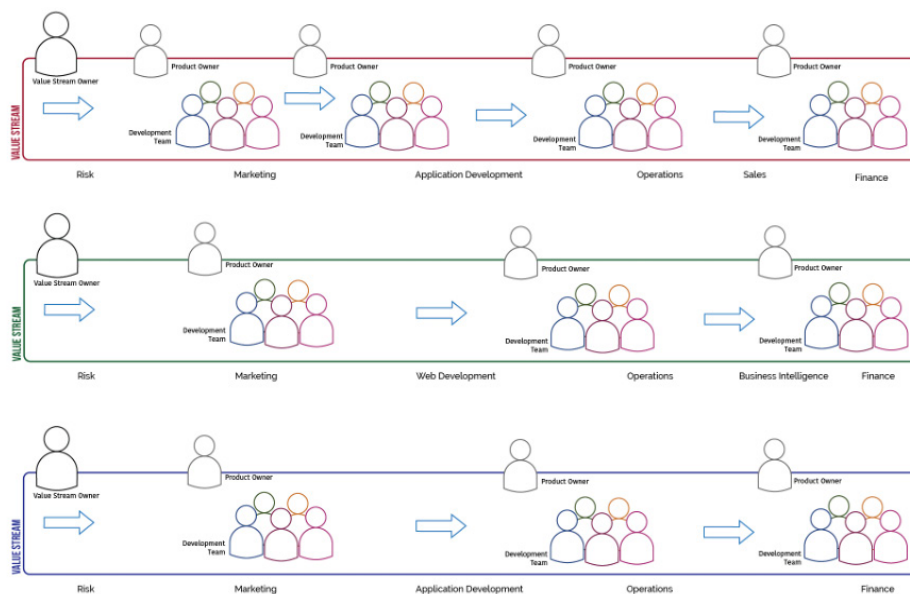 Value Stream Owner
Product Owner
Product Owner
Product Owner
Product Owner
VALUE STREAM
Development
Team
Development
Team
Development
Team
Development
Team
Risk
Marketing
Application Development
Operations
Sales
Finance
Value Stream Owner
Product Owner
Product Owner
Product Owner
VALUE STREAM
Development
Team
Development
Team
Development
Team
Risk
Marketing
Web Development
Operations
Business Intelligence
Finance
Value Stream Owner
Product Owner
Product Owner
Product Owner
VALUE STREAM
Development
Team
Development
Team
Development
Team
Risk
Marketing
Application Development
Operations
Finance